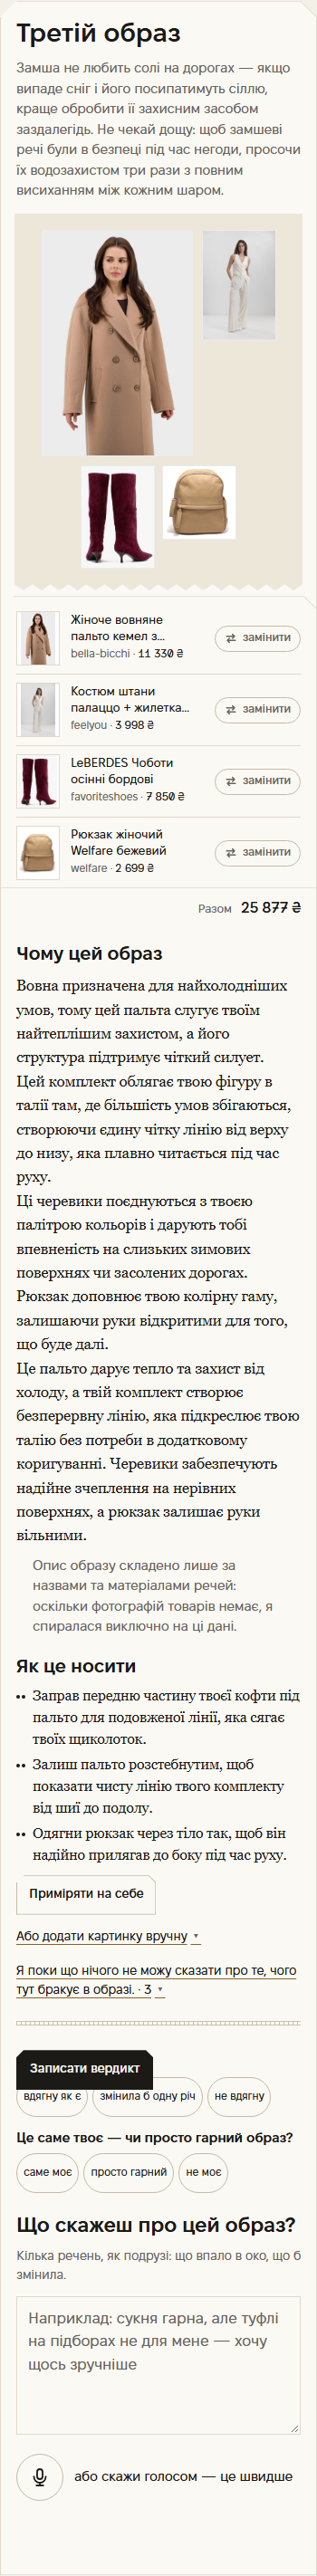 Третій образ
Замша не любить солі на дорогах — якщо
випаде сніг і його посипатимуть сіллю,
краще обробити її захисним засобом
заздалегідь. Не чекай дощу: щоб замшеві
речі були в безпеці під час негоди, просочи
їх водозахистом три рази з повним
висиханням між кожним шаром.
Жіноче вовняне
пальто кемел з...
bella-bicchi · 11 330 ₴
замінити
Костюм штани
палаццо + жилетка...
feelyou · 3 998 ₴
замінити
LeBERDES Чоботи
осінні бордові
favoriteshoes · 7 850 ₴
замінити
Рюкзак жіночий
Welfare бежевий
welfare · 2 699 ₴
замінити
Разом 25 877 ₴
Чому цей образ
Вовна призначена для найхолодніших
умов, тому цей пальта слугує твоїм
найтеплішим захистом, а його
структура підтримує чіткий силует.
Цей комплект облягає твою фігуру в
талії там, де більшість умов збігаються,
створюючи єдину чітку лінію від верху
до низу, яка плавно читається під час
руху.
Ці черевики поєднуються з твоєю
палітрою кольорів і дарують тобі
впевненість на слизьких зимових
поверхнях чи засолених дорогах.
Рюкзак доповнює твою колірну гаму,
залишаючи руки відкритими для того,
що буде далі.
Це пальто дарує тепло та захист від
холоду, а твій комплект створює
безперервну лінію, яка підкреслює твою
талію без потреби в додатковому
коригуванні. Черевики забезпечують
надійне зчеплення на нерівних
поверхнях, а рюкзак залишає руки
вільними.
Опис образу складено лише за
назвами та матеріалами речей:
оскільки фотографій товарів немає, я
спиралася виключно на ці дані.
Як це носити
Заправ передню частину твоєї кофти під
пальто для подовженої лінії, яка сягає
твоїх щиколоток.
Залиш пальто розстебнутим, щоб
показати чисту лінію твого комплекту
від шиї до подолу.
Одягни рюкзак через тіло так, щоб він
надійно прилягав до боку під час руху.
Приміряти на себе
Або додати картинку вручну
Я поки що нічого не можу сказати про те, чого
тут бракує в образі. · 3
Записати вердикт
вдягну як є
змінила б одну річ
не вдягну
Це саме твоє — чи просто гарний образ?
саме моє
просто гарний
не моє
Що скажеш про цей образ?
Кілька речень, як подрузі: що впало в око, що б
змінила.
Наприклад: сукня гарна, але туфлі
на підборах не для мене — хочу
щось зручніше
або скажи голосом — це швидше